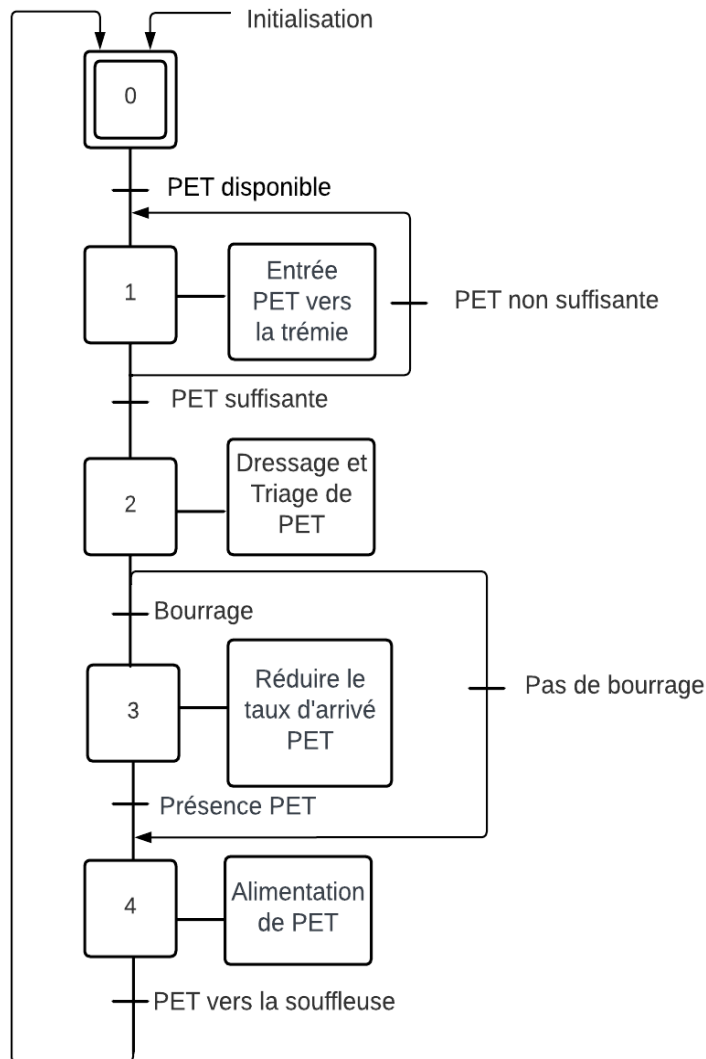 Initialisation
0
PET disponible
1
Entrée
PET vers
la trémie
PET non suffisante
PET suffisante
2
Dressage et
Triage de
PET
Bourrage
3
Réduire le
taux d'arrivé
PET
Pas de bourrage
Présence PET
4
Alimentation
de PET
PET vers la souffleuse